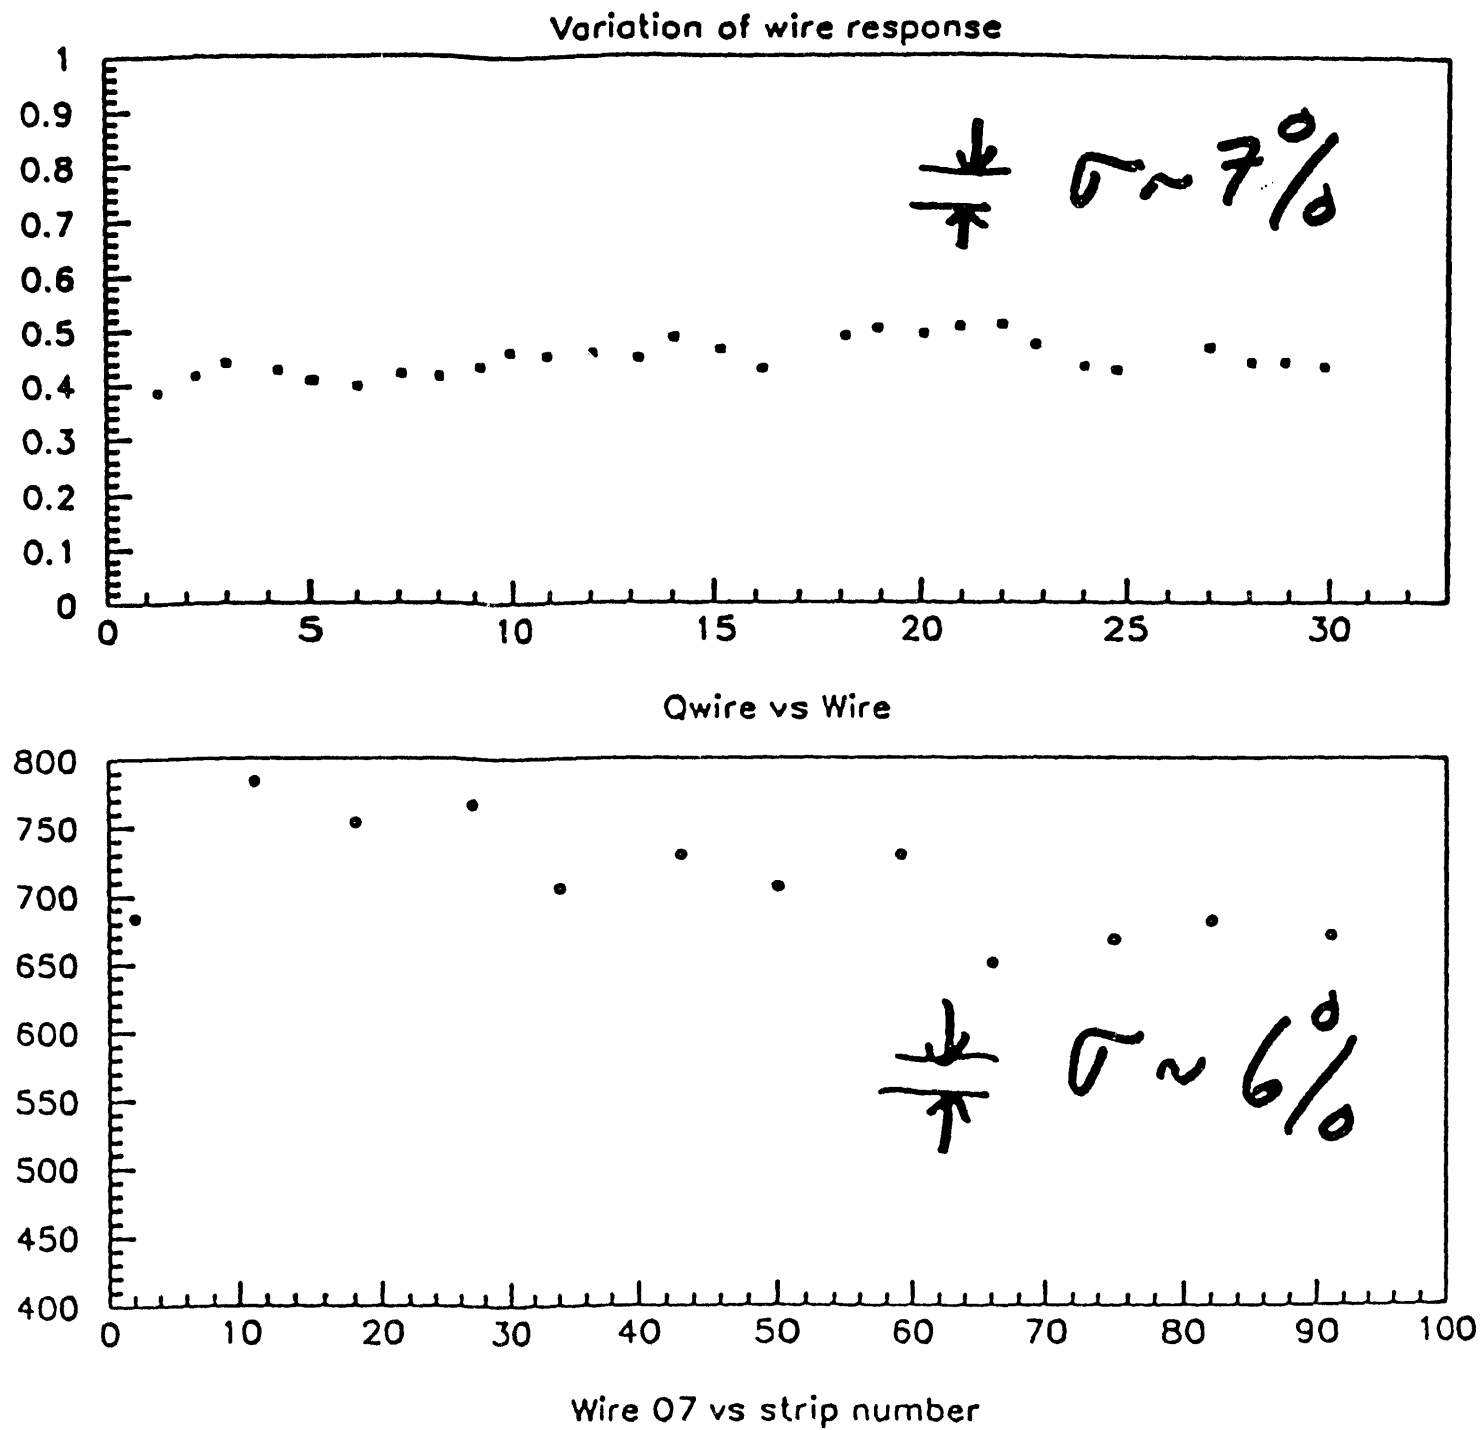 Variation of wire response
1
0.9
0.8
0.7
0.6
0.5
0.4
0.3
0.2
0.1
0
0 5 10 15 20 25 30
σ ~ 7%
Qwire vs Wire
800
750
700
650
600
550
500
450
400
0 10 20 30 40 50 60 70 80 90 100
σ ~ 6%
Wire 07 vs strip number